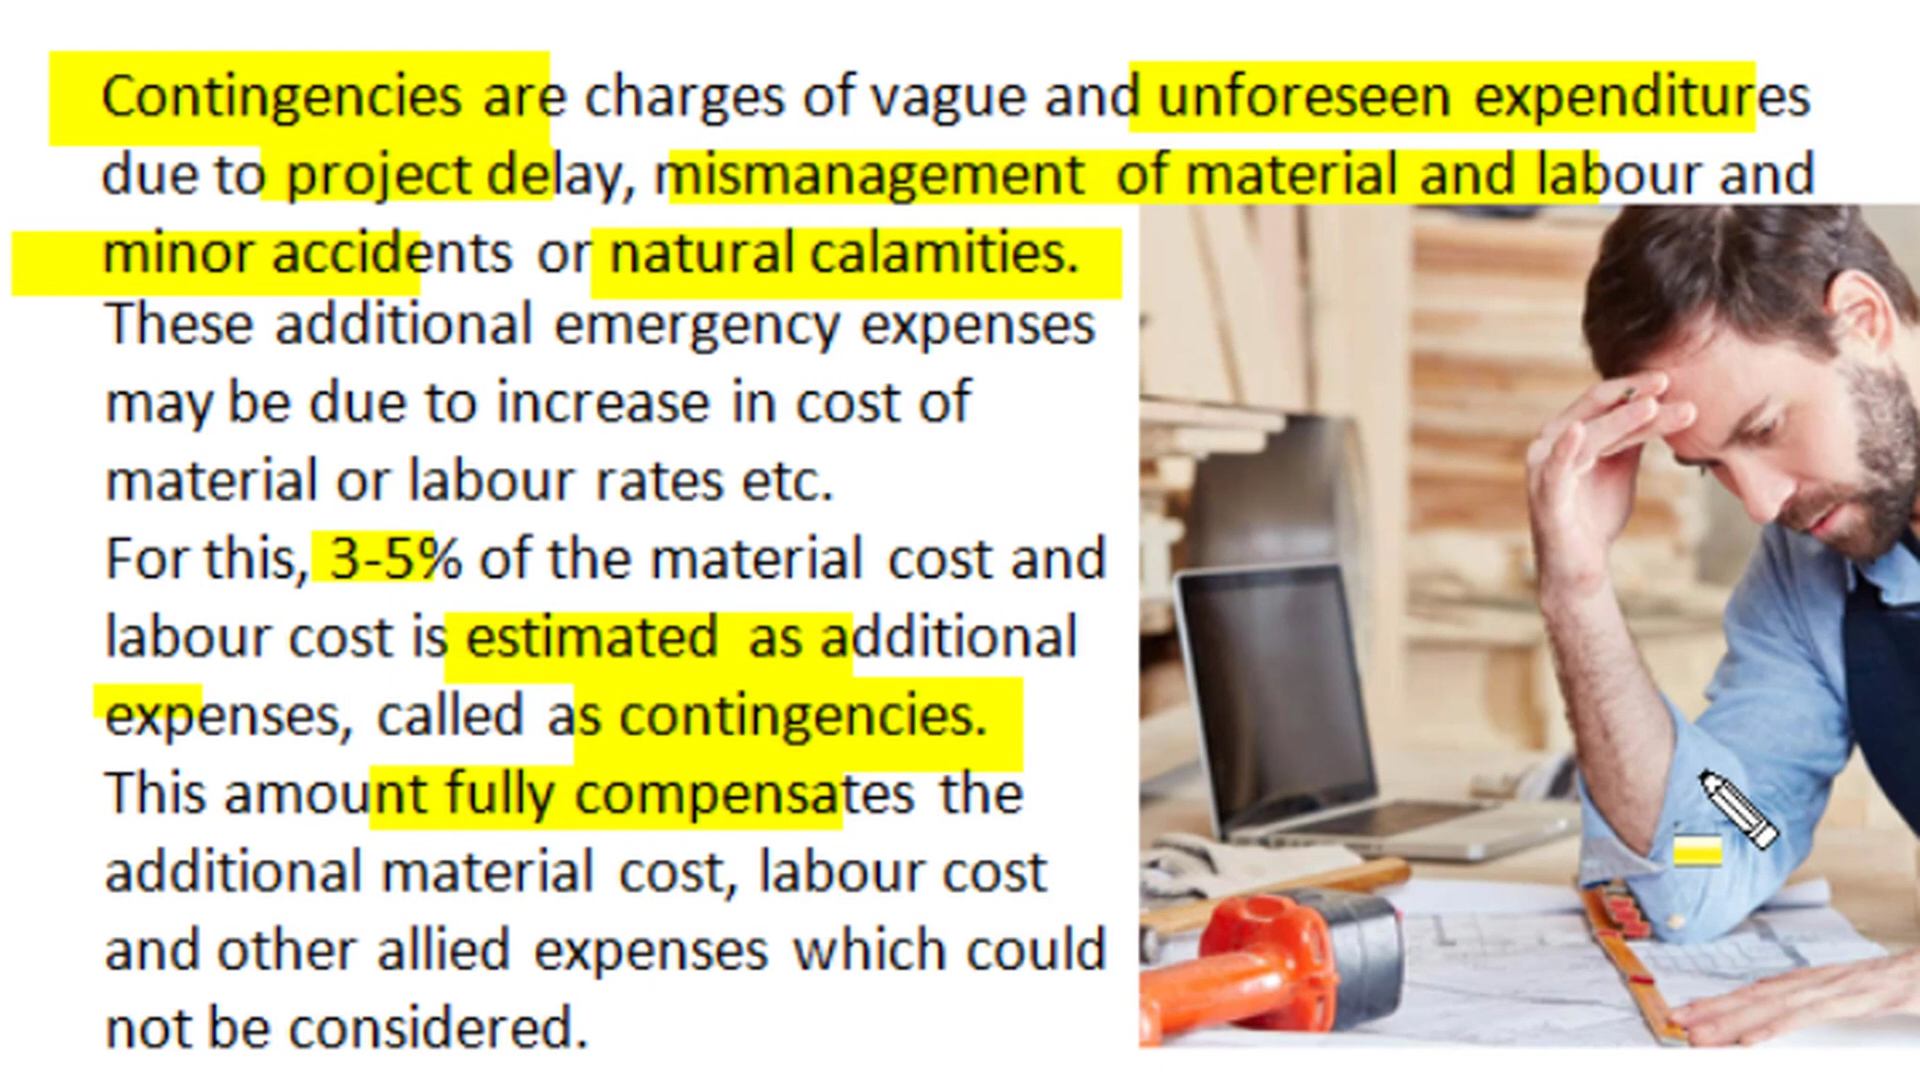 Contingencies are charges of vague and unforeseen expenditures
due to project delay, mismanagement of material and labour and
minor accidents or natural calamities.
These additional emergency expenses
may be due to increase in cost of
material or labour rates etc.
For this, 3-5% of the material cost and
labour cost is estimated as additional
expenses, called as contingencies.
This amount fully compensates the
additional material cost, labour cost
and other allied expenses which could
not be considered.